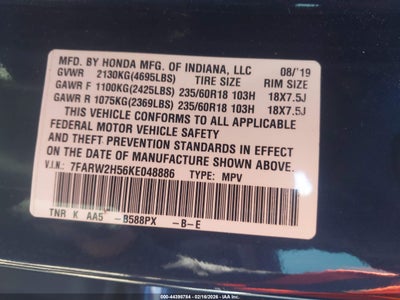 MFD. BY HONDA MFG. OF INDIANA, LLC 08/'19
GVWR 2130KG(4695LBS) TIRE SIZE RIM SIZE
GAWR F 1100KG(2425LBS) 235/60R18 103H 18X7.5J
GAWR R 1075KG(2369LBS) 235/60R18 103H 18X7.5J
THIS VEHICLE CONFORMS TO ALL APPLICABLE
FEDERAL MOTOR VEHICLE SAFETY
AND THEFT PREVENTION STANDARDS IN EFFECT
ON THE DATE OF MANUFACTURE SHOWN ABOVE.
V.I.N.: 7FARW2H56KE048886 TYPE: MPV
TNR K AA5 -B588PX -B-E
© 44398784 — 02/18/2026 — IAA Inc.